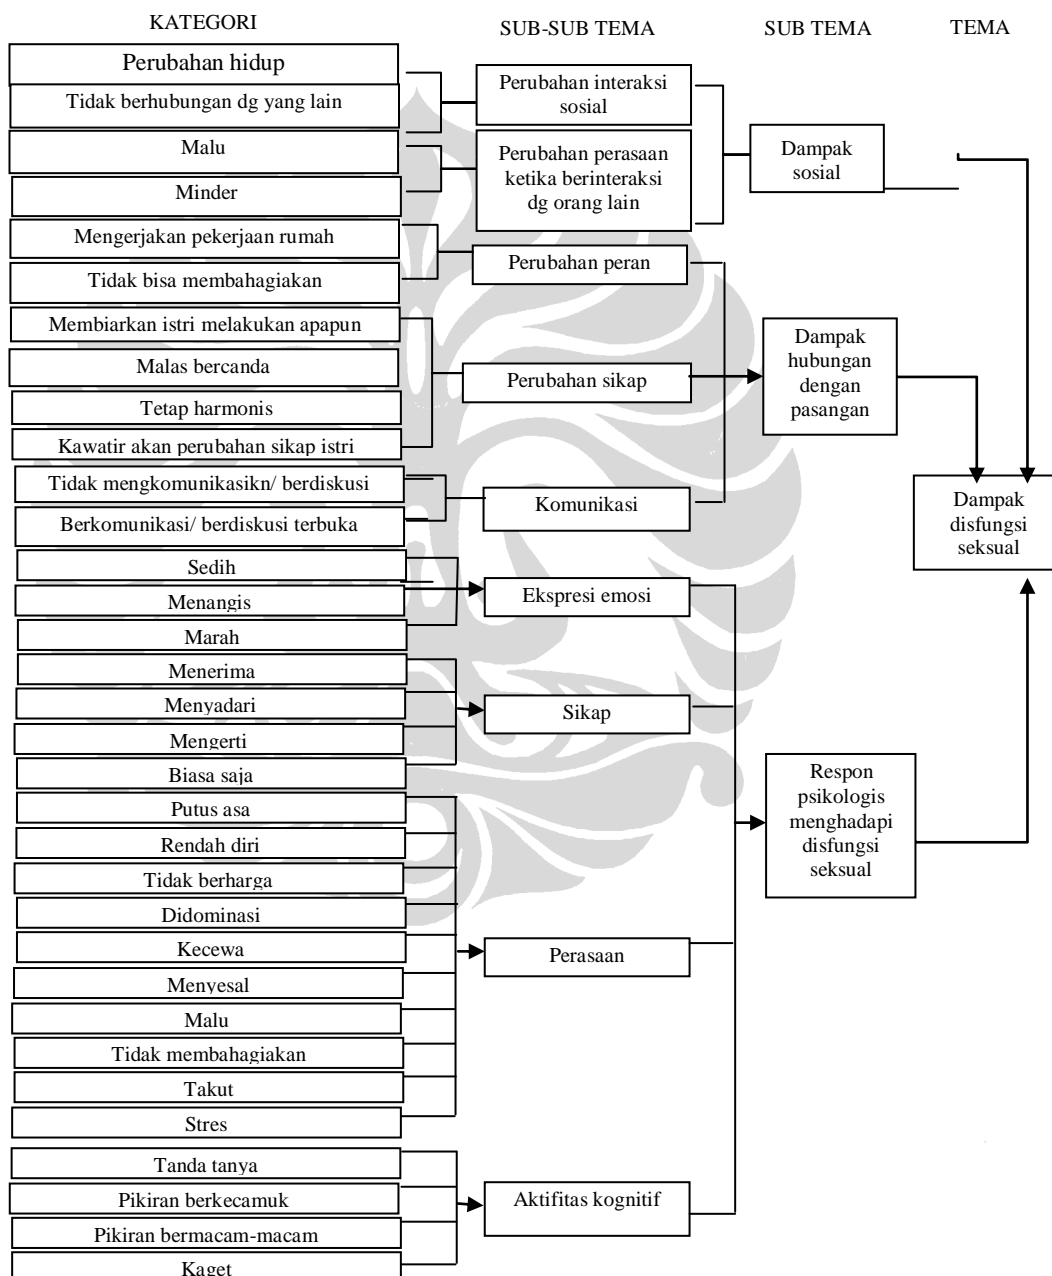 KATEGORI
SUB-SUB TEMA
SUB TEMA
TEMA
Perubahan hidup
Tidak berhubungan dg yang lain
Malu
Minder
Mengerjakan pekerjaan rumah
Tidak bisa membahagiakan
Membiarkan istri melakukan apapun
Malas bercanda
Tetap harmonis
Kawatir akan perubahan sikap istri
Tidak mengkomunikasikn/ berdiskusi
Berkomunikasi/ berdiskusi terbuka
Sedih
Menangis
Marah
Menerima
Menyadari
Mengerti
Biasa saja
Putus asa
Rendah diri
Tidak berharga
Didominasi
Kecewa
Menyesal
Malu
Tidak membahagiakan
Takut
Stres
Tanda tanya
Pikiran berkecamuk
Pikiran bermacam-macam
Kaget
Perubahan interaksi
sosial
Perubahan perasaan
ketika berinteraksi
dg orang lain
Perubahan peran
Perubahan sikap
Komunikasi
Ekspresi emosi
Sikap
Perasaan
Aktifitas kognitif
Dampak
sosial
Dampak
hubungan
dengan
pasangan
Respon
psikologis
menghadapi
disfungsi
seksual
Dampak
disfungsi
seksual